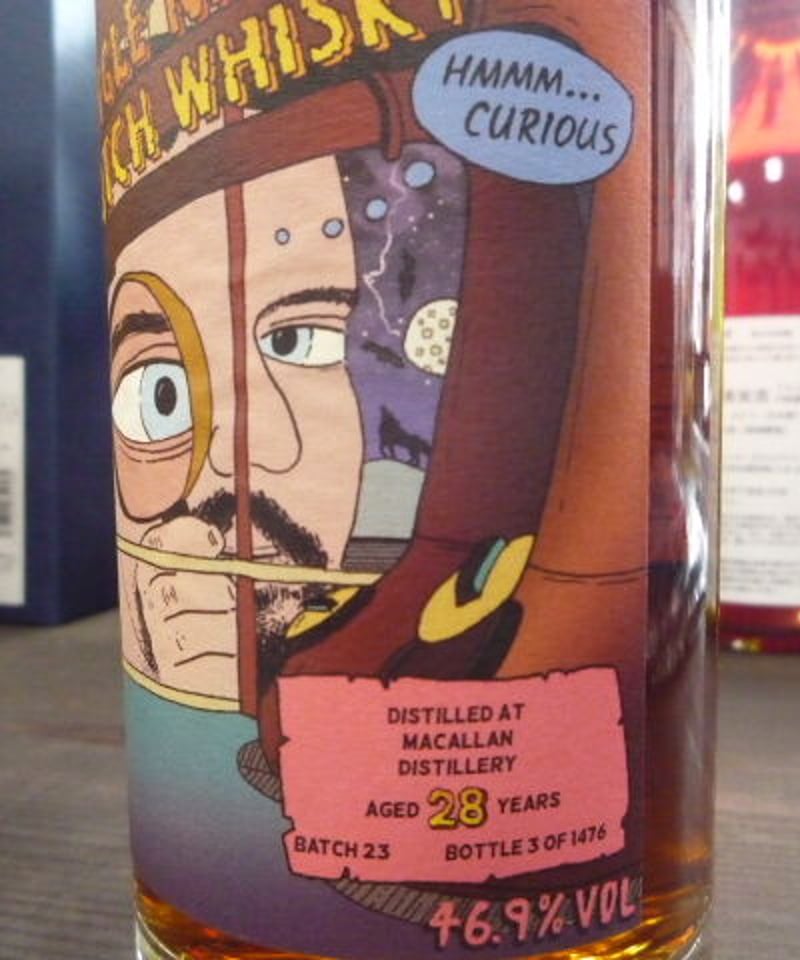 WHISKY
HMMM...
CURIOUS
DISTILLED AT
MACALLAN
DISTILLERY
AGED 28 YEARS
BATCH 23 BOTTLE 3 OF 1476
46.9% VOL